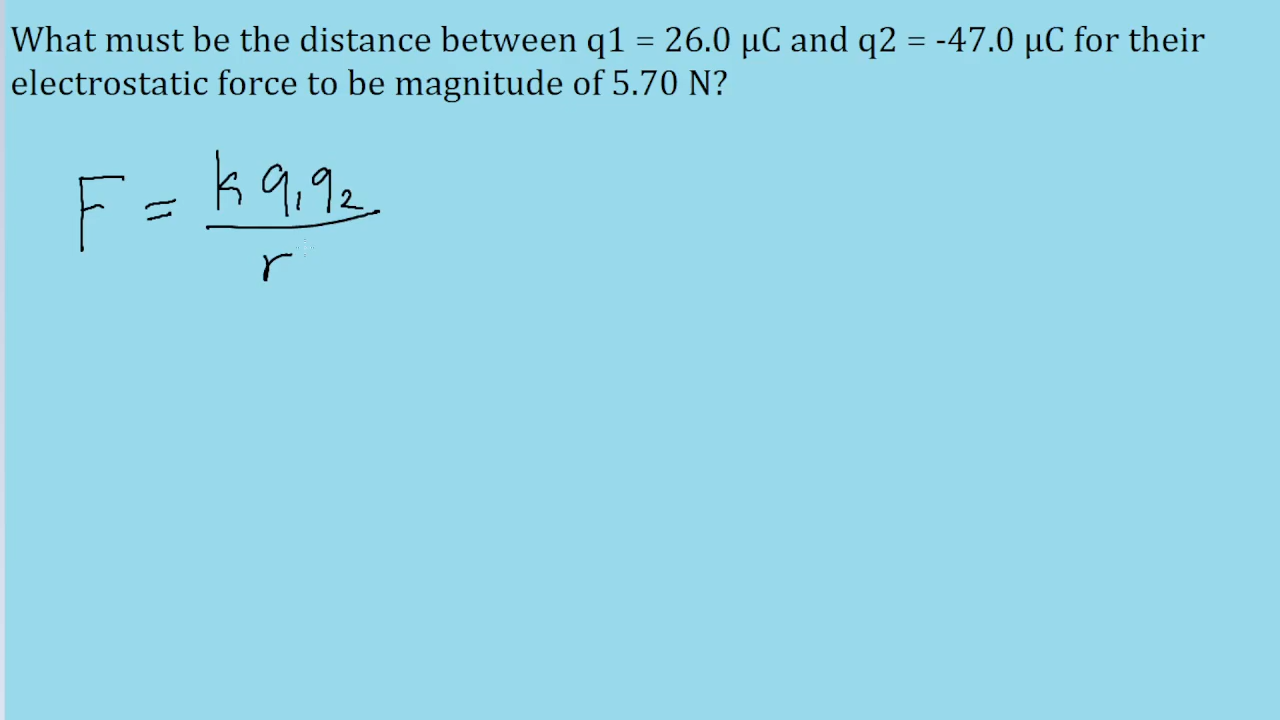 What must be the distance between q1 = 26.0 μC and q2 = -47.0 μC for their
electrostatic force to be magnitude of 5.70 N?
F = k q₁q₂
r